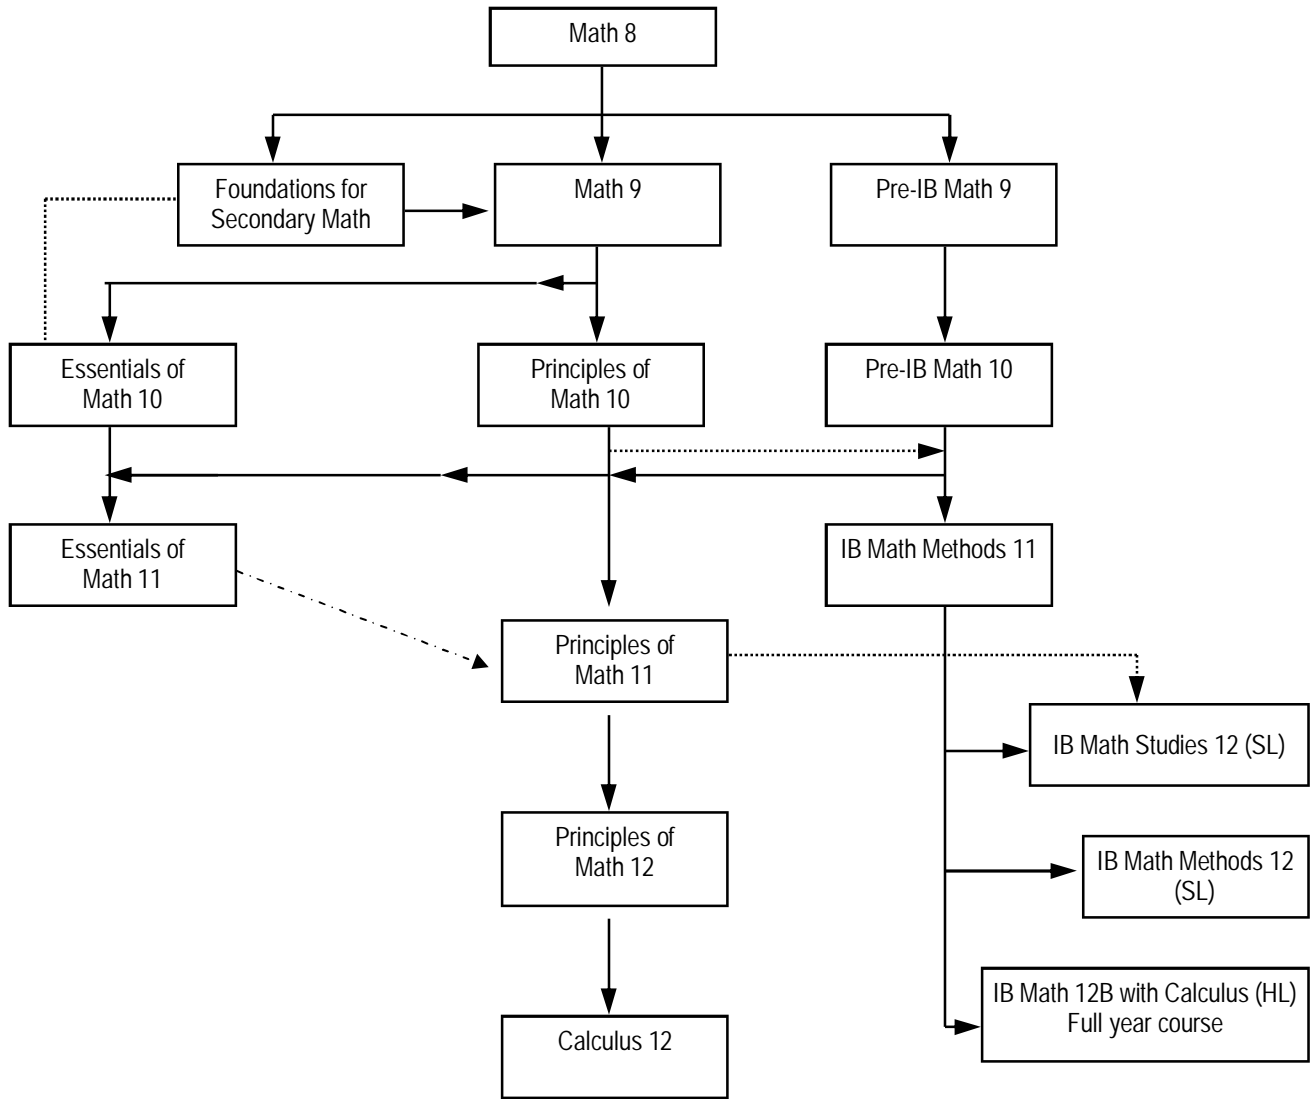 Math 8
Foundations for
Secondary Math
Math 9
Pre-IB Math 9
Essentials of
Math 10
Principles of
Math 10
Pre-IB Math 10
Essentials of
Math 11
IB Math Methods 11
Principles of
Math 11
IB Math Studies 12 (SL)
Principles of
Math 12
IB Math Methods 12
(SL)
IB Math 12B with Calculus (HL)
Full year course
Calculus 12